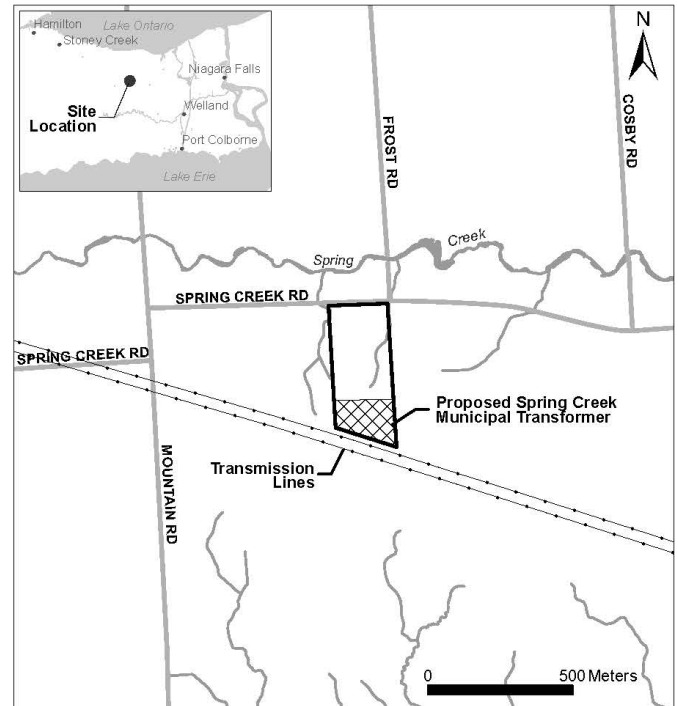 Hamilton
Lake Ontario
Stoney Creek
Niagara Falls
Site
Location
Welland
Port Colborne
Lake Erie
N
FROST RD
COSBY RD
Spring Creek
SPRING CREEK RD
SPRING CREEK RD
Proposed Spring Creek
Municipal Transformer
Transmission
Lines
MOUNTAIN RD
0 500 Meters